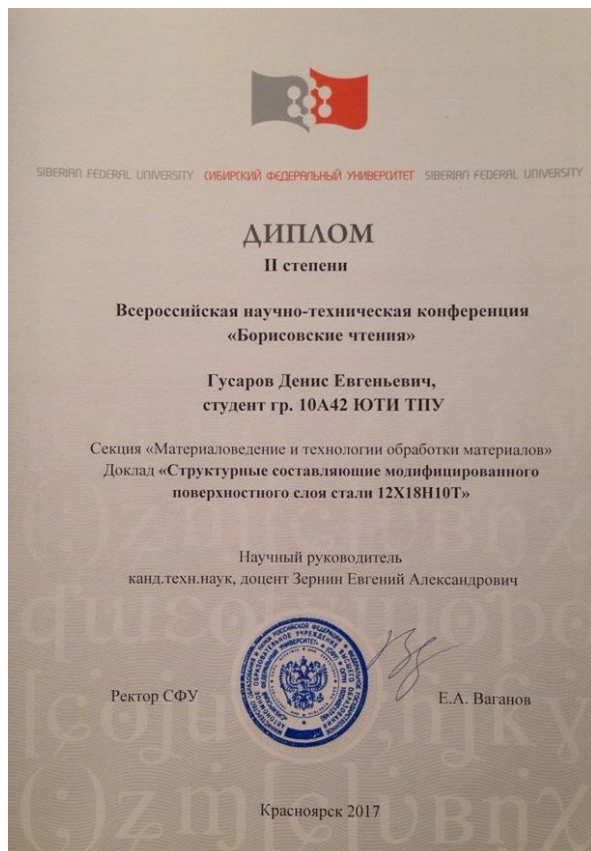 SIBERIAN FEDERAL UNIVERSITY СИБИРСКИЙ ФЕДЕРАЛЬНЫЙ УНИВЕРСИТЕТ SIBERIAN FEDERAL UNIVERSITY
ДИПЛОМ
II степени
Всероссийская научно-техническая конференция
«Борисовские чтения»
Гусаров Денис Евгеньевич,
студент гр. 10А42 ЮТИ ТПУ
Секция «Материаловедение и технологии обработки материалов»
Доклад «Структурные составляющие модифицированного
поверхностного слоя стали 12Х18Н10Т»
Научный руководитель
канд.техн.наук, доцент Зернин Евгений Александрович
Ректор СФУ
Е.А. Ваганов
Красноярск 2017